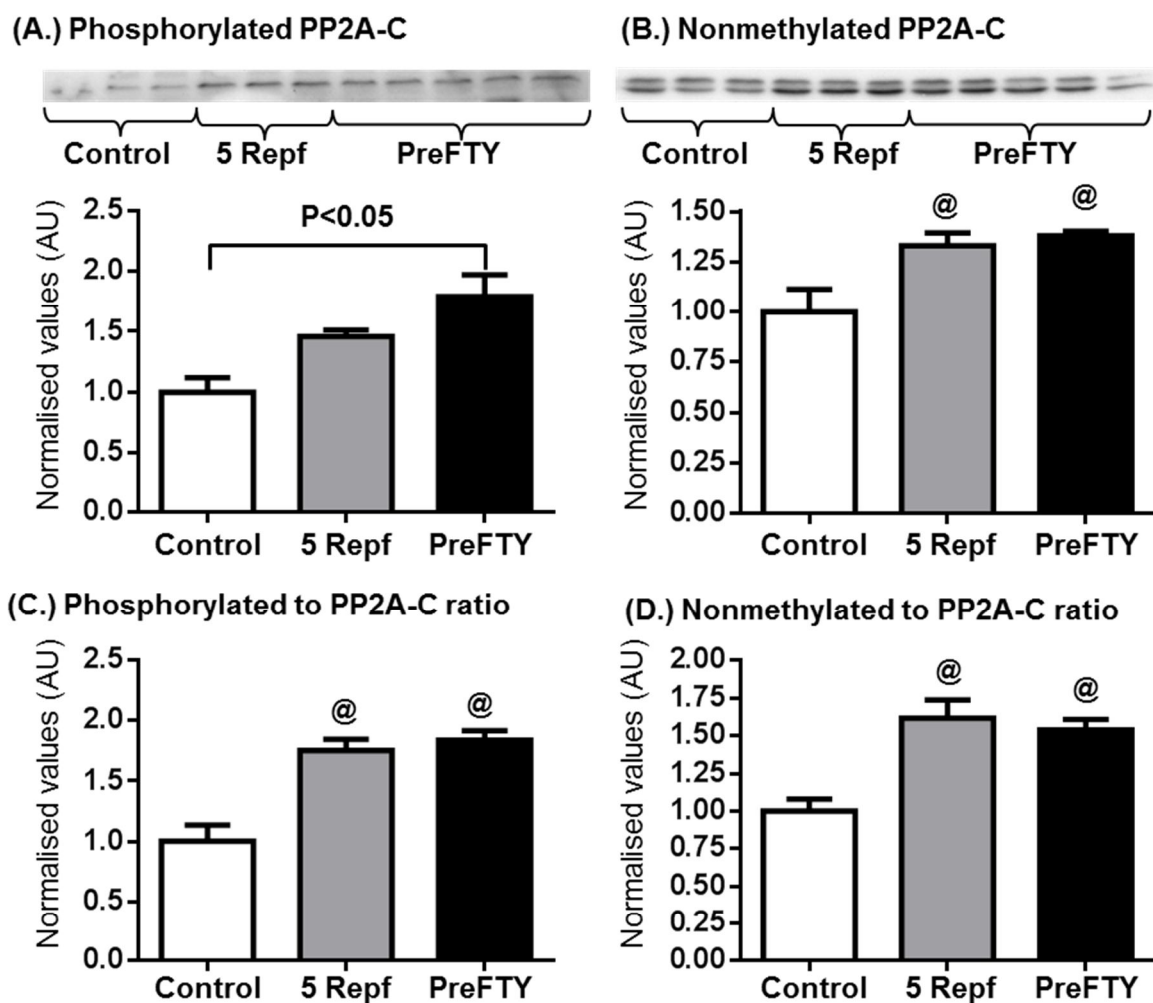 (A.) Phosphorylated PP2A-C
Control 5 Repf PreFTY
Normalised values (AU)
2.5
2.0
1.5
1.0
0.5
0.0
P<0.05
Control 5 Repf PreFTY
(B.) Nonmethylated PP2A-C
Control 5 Repf PreFTY
Normalised values (AU)
1.50
1.25
1.00
0.75
0.50
0.25
0.00
@ @
Control 5 Repf PreFTY
(C.) Phosphorylated to PP2A-C ratio
Normalised values (AU)
2.5
2.0
1.5
1.0
0.5
0.0
@ @
Control 5 Repf PreFTY
(D.) Nonmethylated to PP2A-C ratio
Normalised values (AU)
2.00
1.75
1.50
1.25
1.00
0.75
0.50
0.25
0.00
@ @
Control 5 Repf PreFTY